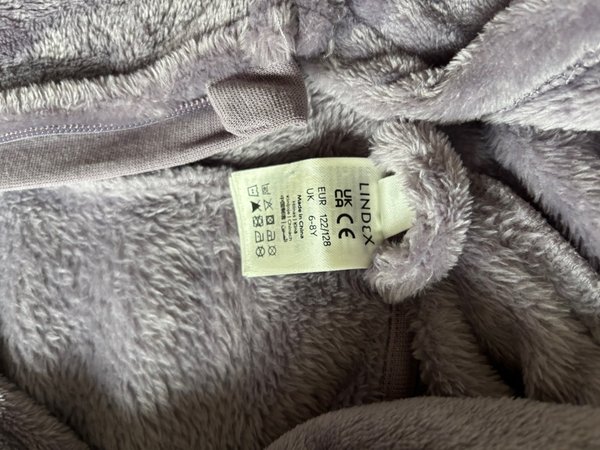 LINDEX
UK CE
CA
EUR 122/128
UK 6-8Y
Made in China